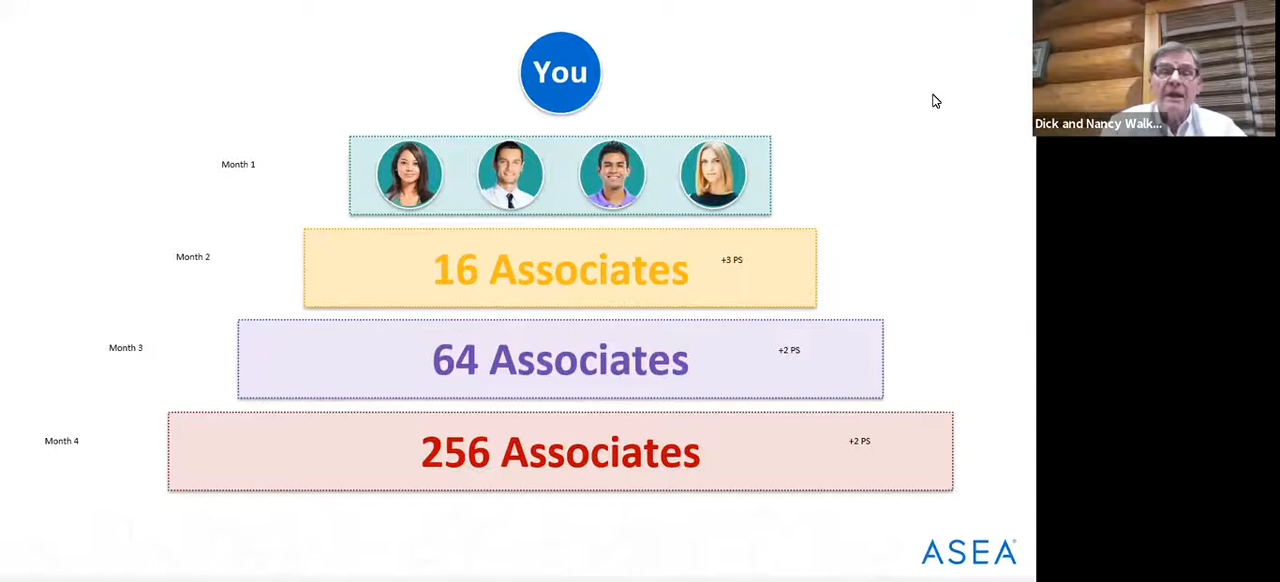 You
Dick and Nancy Walk...
Month 1
Month 2
16 Associates
+3 PS
Month 3
64 Associates
+2 PS
Month 4
256 Associates
+2 PS
ASEA®